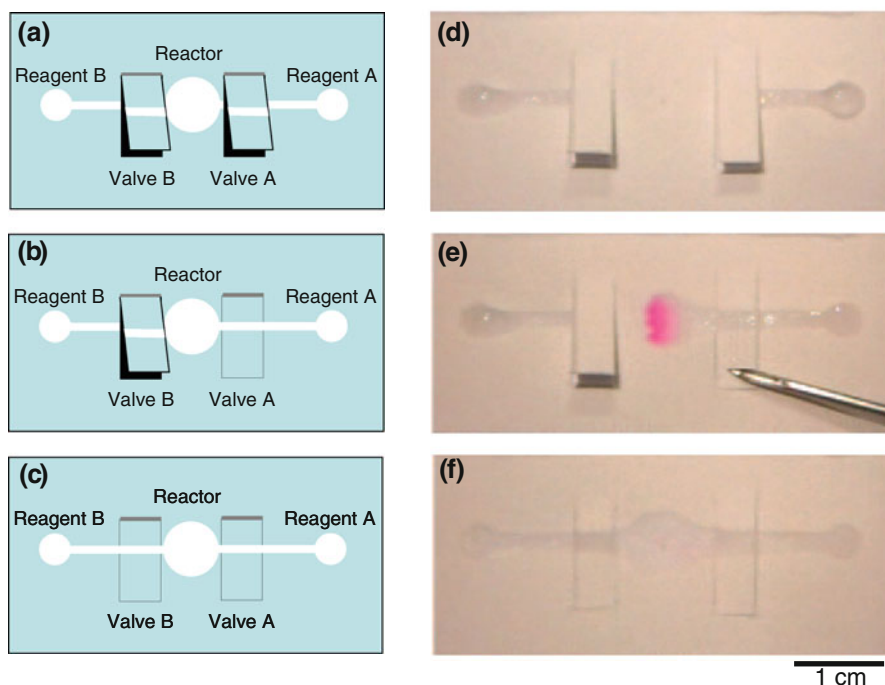 (a)
Reactor
Reagent B
Reagent A
Valve B
Valve A
(b)
Reactor
Reagent B
Reagent A
Valve B
Valve A
(c)
Reactor
Reagent B
Reagent A
Valve B
Valve A
(d)
(e)
(f)
1 cm